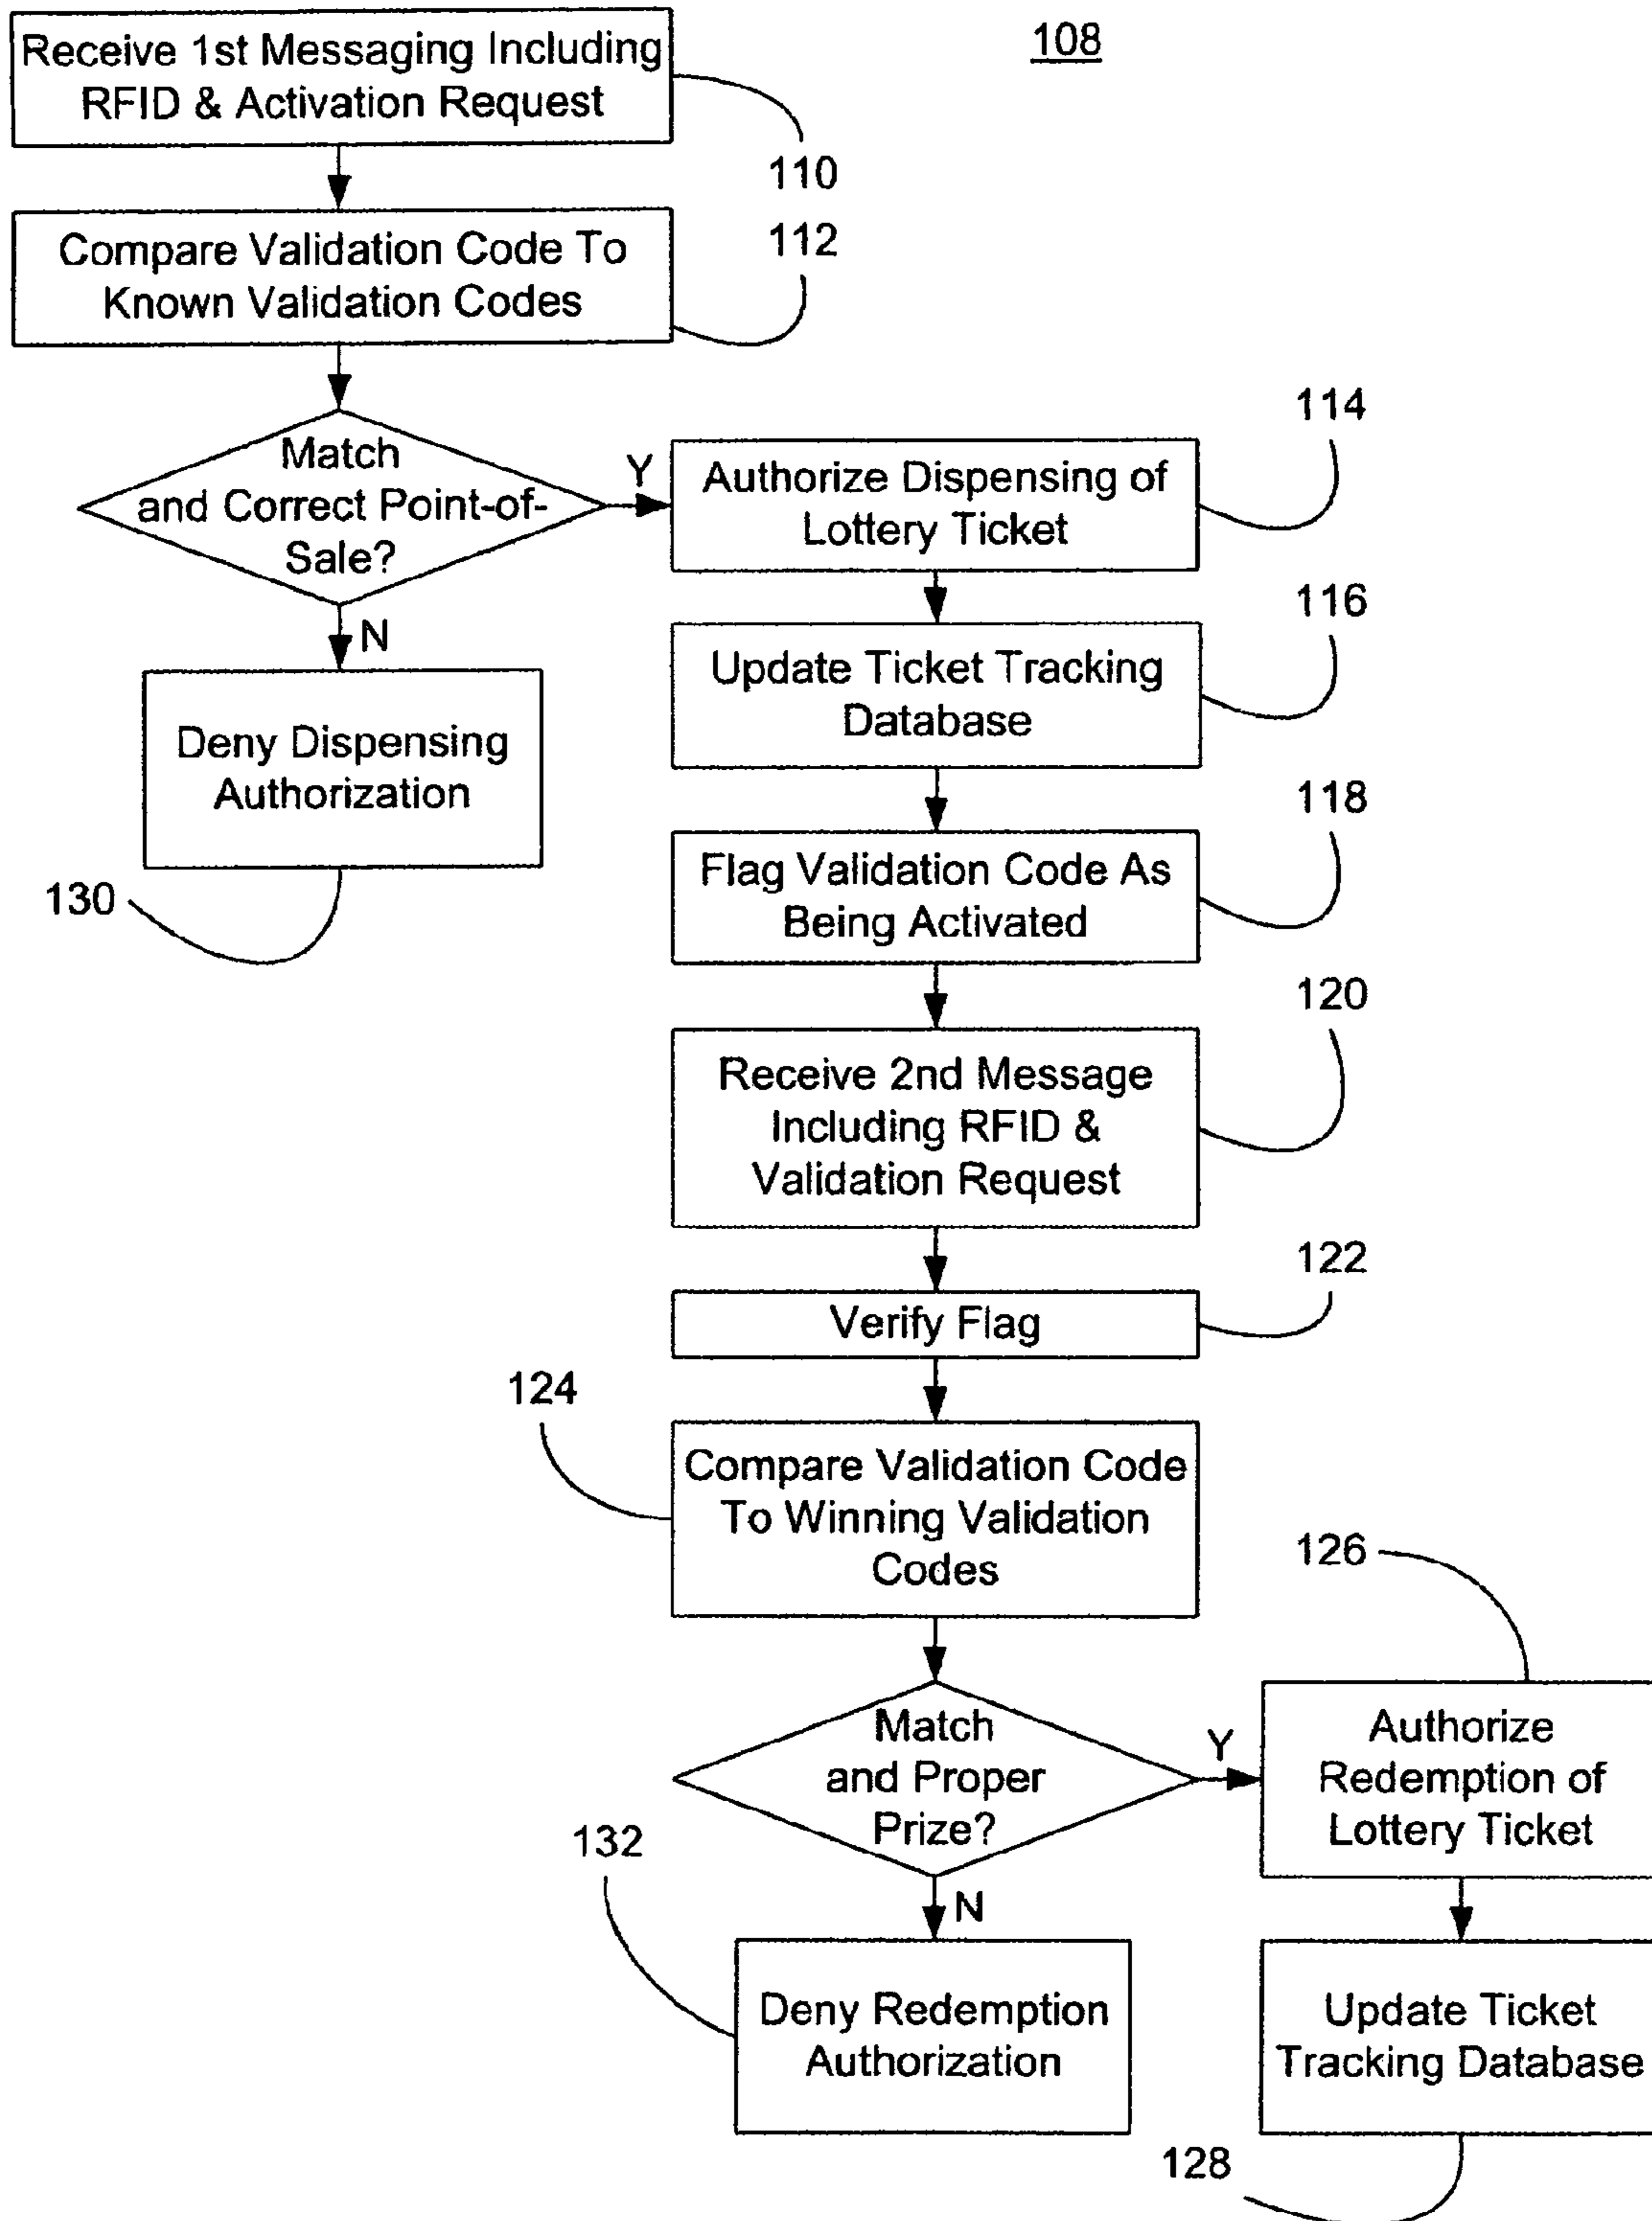 108
Receive 1st Messaging Including
RFID & Activation Request
110
Compare Validation Code To
Known Validation Codes
112
Match
and Correct Point-of-
Sale?
Y
N
Authorize Dispensing of
Lottery Ticket
114
Deny Dispensing
Authorization
130
Update Ticket Tracking
Database
116
Flag Validation Code As
Being Activated
118
Receive 2nd Message
Including RFID &
Validation Request
120
Verify Flag
122
124
Compare Validation Code
To Winning Validation
Codes
Match
and Proper
Prize?
Y
N
126
Authorize
Redemption of
Lottery Ticket
132
Deny Redemption
Authorization
Update Ticket
Tracking Database
128